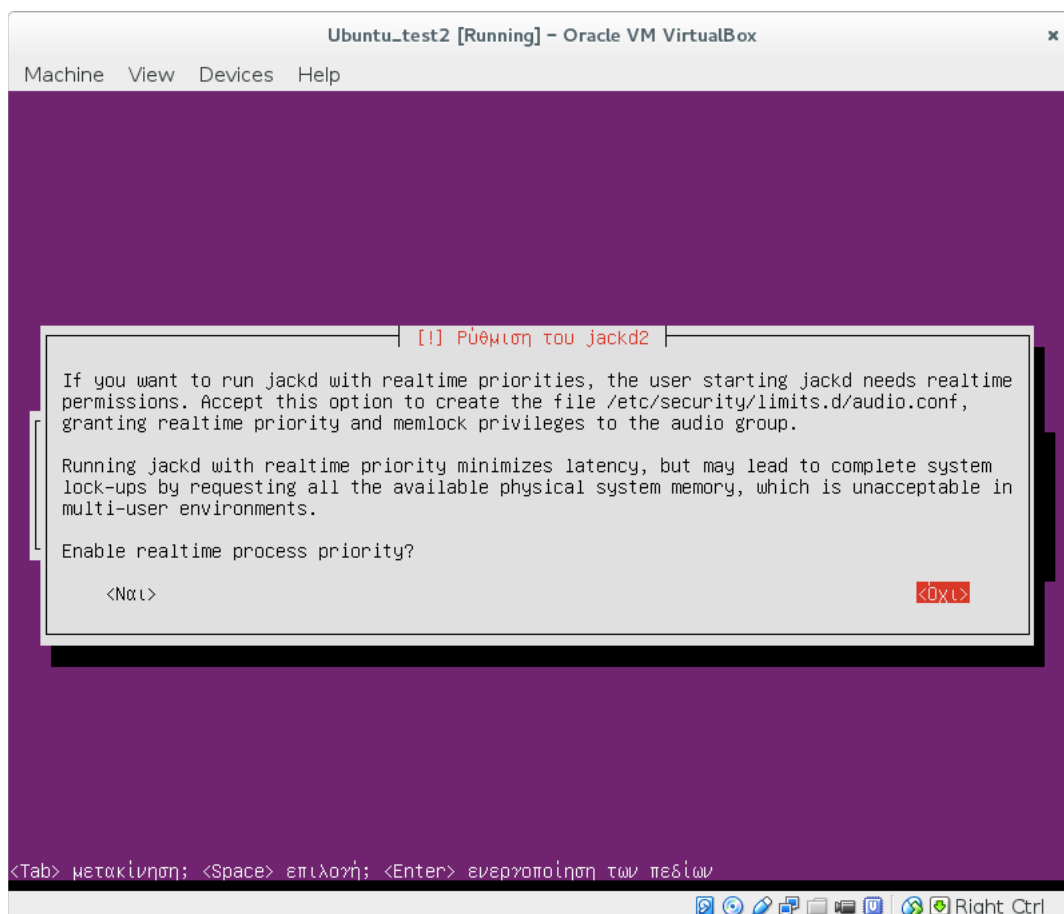 Ubuntu_test2 [Running] – Oracle VM VirtualBox
Machine View Devices Help
[!] Ρύθμιση του jackd2
If you want to run jackd with realtime priorities, the user starting jackd needs realtime
permissions. Accept this option to create the file /etc/security/limits.d/audio.conf,
granting realtime priority and memlock privileges to the audio group.
Running jackd with realtime priority minimizes latency, but may lead to complete system
lock-ups by requesting all the available physical system memory, which is unacceptable in
multi-user environments.
Enable realtime process priority?
<Ναι> <Όχι>
<Tab> μετακίνηση; <Space> επιλογή; <Enter> ενεργοποίηση των πεδίων
Right Ctrl